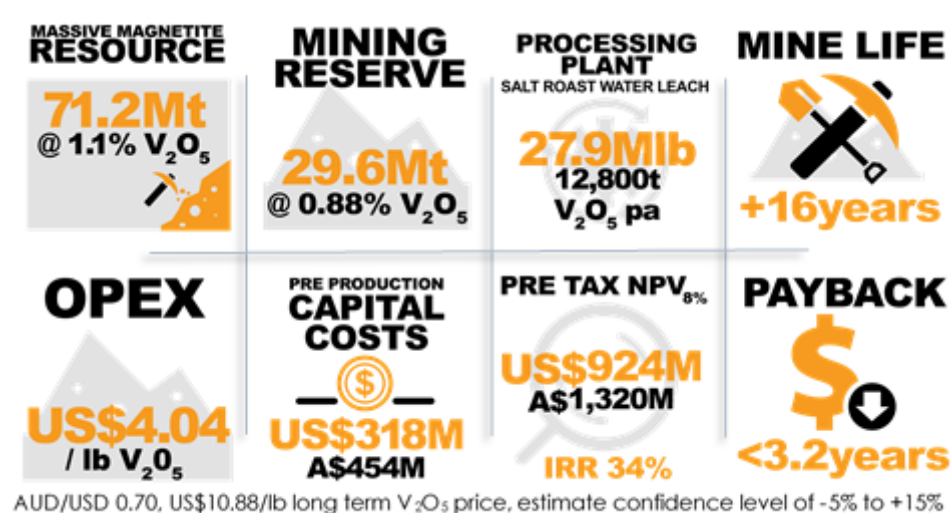 MASSIVE MAGNETITE
RESOURCE
71.2Mt
@ 1.1% V₂O₅
MINING
RESERVE
29.6Mt
@ 0.88% V₂O₅
PROCESSING
PLANT
SALT ROAST WATER LEACH
27.9Mlb
12,800t
V₂O₅ pa
MINE LIFE
+16years
OPEX
US$4.04
/ lb V₂0₅
PRE PRODUCTION
CAPITAL
COSTS
$
US$318M
A$454M
PRE TAX NPV₈%
US$924M
A$1,320M
IRR 34%
PAYBACK
$
<3.2years
AUD/USD 0.70, US$10.88/lb long term V₂O₅ price, estimate confidence level of -5% to +15%